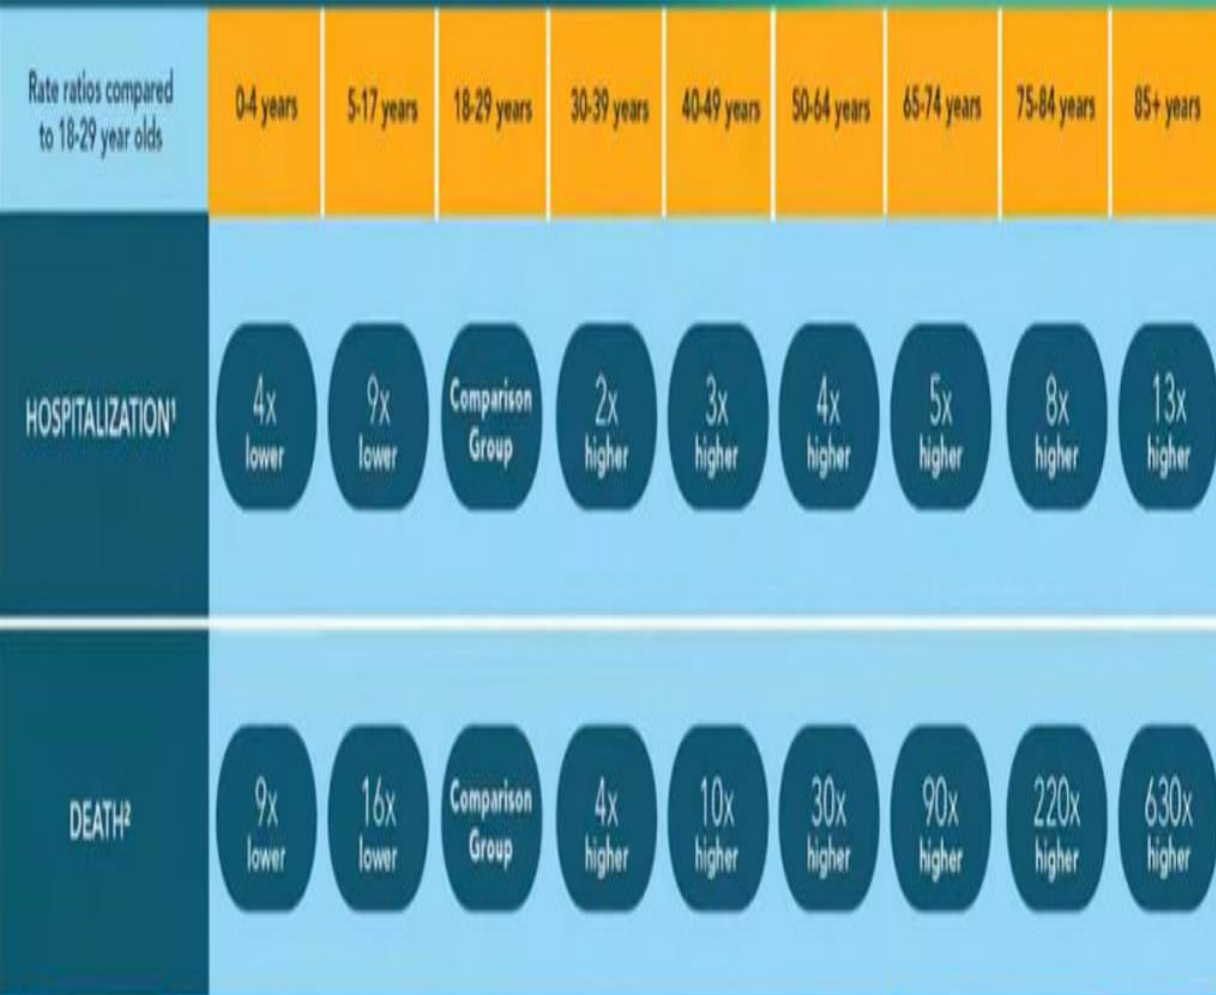 Rate ratios compared
to 18-29 year olds
0-4 years
5-17 years
18-29 years
30-39 years
40-49 years
50-64 years
65-74 years
75-84 years
85+ years
HOSPITALIZATION¹
4x
lower
9x
lower
Comparison
Group
2x
higher
3x
higher
4x
higher
5x
higher
8x
higher
13x
higher
DEATH²
9x
lower
16x
lower
Comparison
Group
4x
higher
10x
higher
30x
higher
90x
higher
220x
higher
630x
higher